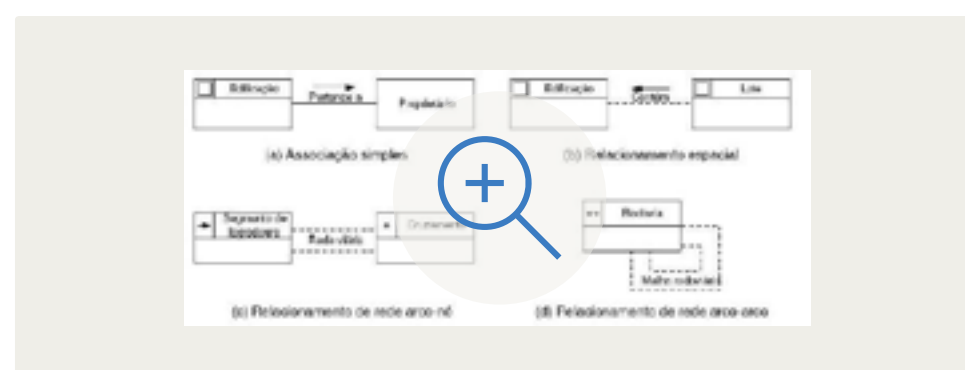 Edificação
Pertence a
Proprietário
Edificação
Contém
Lote
(a) Associação simples
(b) Relacionamento espacial
Segmento de
Rede viária
Cruzamento
Rodovia
Malha rodoviária
(c) Relacionamento de rede arco-nó
(d) Relacionamento de rede arco-arco